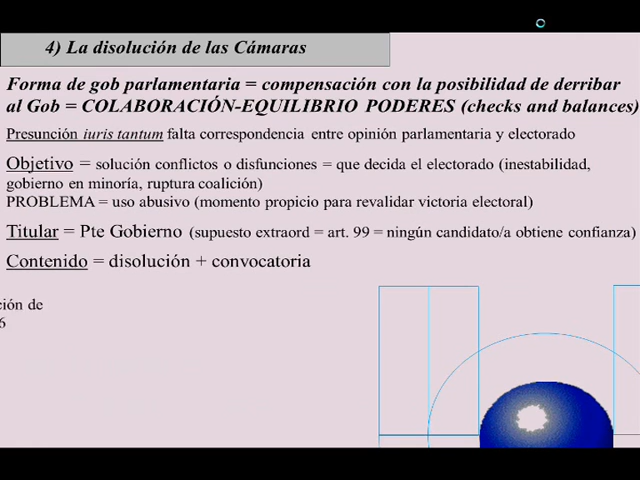 4) La disolución de las Cámaras
Forma de gob parlamentaria = compensación con la posibilidad de derribar
al Gob = COLABORACIÓN-EQUILIBRIO PODERES (checks and balances)
Presunción iuris tantum falta correspondencia entre opinión parlamentaria y electorado
Objetivo = solución conflictos o disfunciones = que decida el electorado (inestabilidad,
gobierno en minoría, ruptura coalición)
PROBLEMA = uso abusivo (momento propicio para revalidar victoria electoral)
Titular = Pte Gobierno (supuesto extraord = art. 99 = ningún candidato/a obtiene confianza)
Contenido = disolución + convocatoria
ción de
6